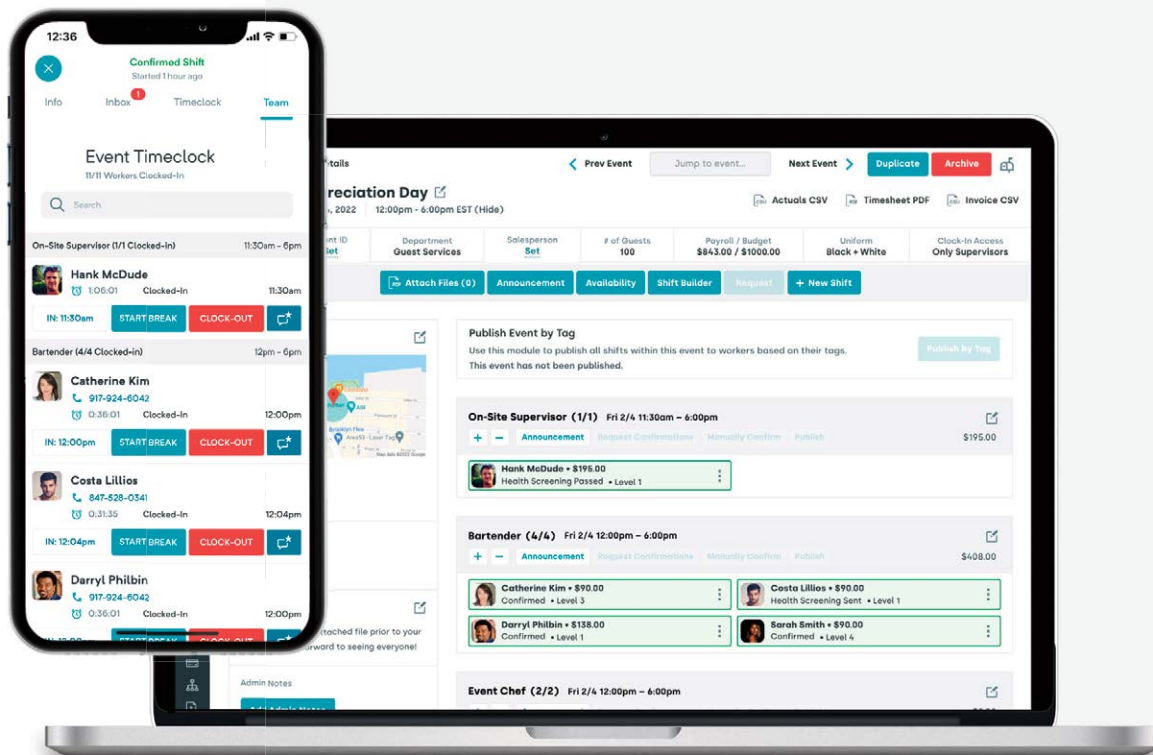 12:36
Confirmed Shift
Started 1 hour ago
Info Inbox 1 Timeclock Team
Event Timeclock
11/11 Workers Clocked-In
Search
On-Site Supervisor (1/1 Clocked-in) 11:30am - 6pm
Hank McDude
1:06:01 Clocked-In 11:30am
IN: 11:30am START BREAK CLOCK-OUT
Bartender (4/4 Clocked-in) 12pm - 6pm
Catherine Kim
917-924-6042
0:36:01 Clocked-In 12:00pm
IN: 12:00pm START BREAK CLOCK-OUT
Costa Lillios
847-528-0341
0:31:35 Clocked-In 12:04pm
IN: 12:04pm START BREAK CLOCK-OUT
Darryl Philbin
917-924-6042
0:36:01 Clocked-In 12:00pm
Prev Event Jump to event... Next Event Duplicate Archive
reciation Day
, 2022 12:00pm - 6:00pm EST (Hide)
Actuals CSV Timesheet PDF Invoice CSV
nt ID Department Salesperson # of Guests Payroll / Budget Uniform Clock-In Access
Set Guest Services Set 100 $843.00 / $1000.00 Black + White Only Supervisors
Attach Files (0) Announcement Availability Shift Builder Request + New Shift
Publish Event by Tag
Use this module to publish all shifts within this event to workers based on their tags.
This event has not been published.
Publish by Tag
On-Site Supervisor (1/1) Fri 2/4 11:30am – 6:00pm
+ − Announcement Request Confirmations Manually Confirm Publish $195.00
Hank McDude • $195.00
Health Screening Passed • Level 1
Bartender (4/4) Fri 2/4 12:00pm – 6:00pm
+ − Announcement Request Confirmations Manually Confirm Publish $408.00
Catherine Kim • $90.00
Confirmed • Level 3
Costa Lillios • $90.00
Health Screening Sent • Level 1
Darryl Philbin • $138.00
Confirmed • Level 1
Sarah Smith • $90.00
Confirmed • Level 4
Event Chef (2/2) Fri 2/4 12:00pm – 6:00pm
tached file prior to your
orward to seeing everyone!
Admin Notes